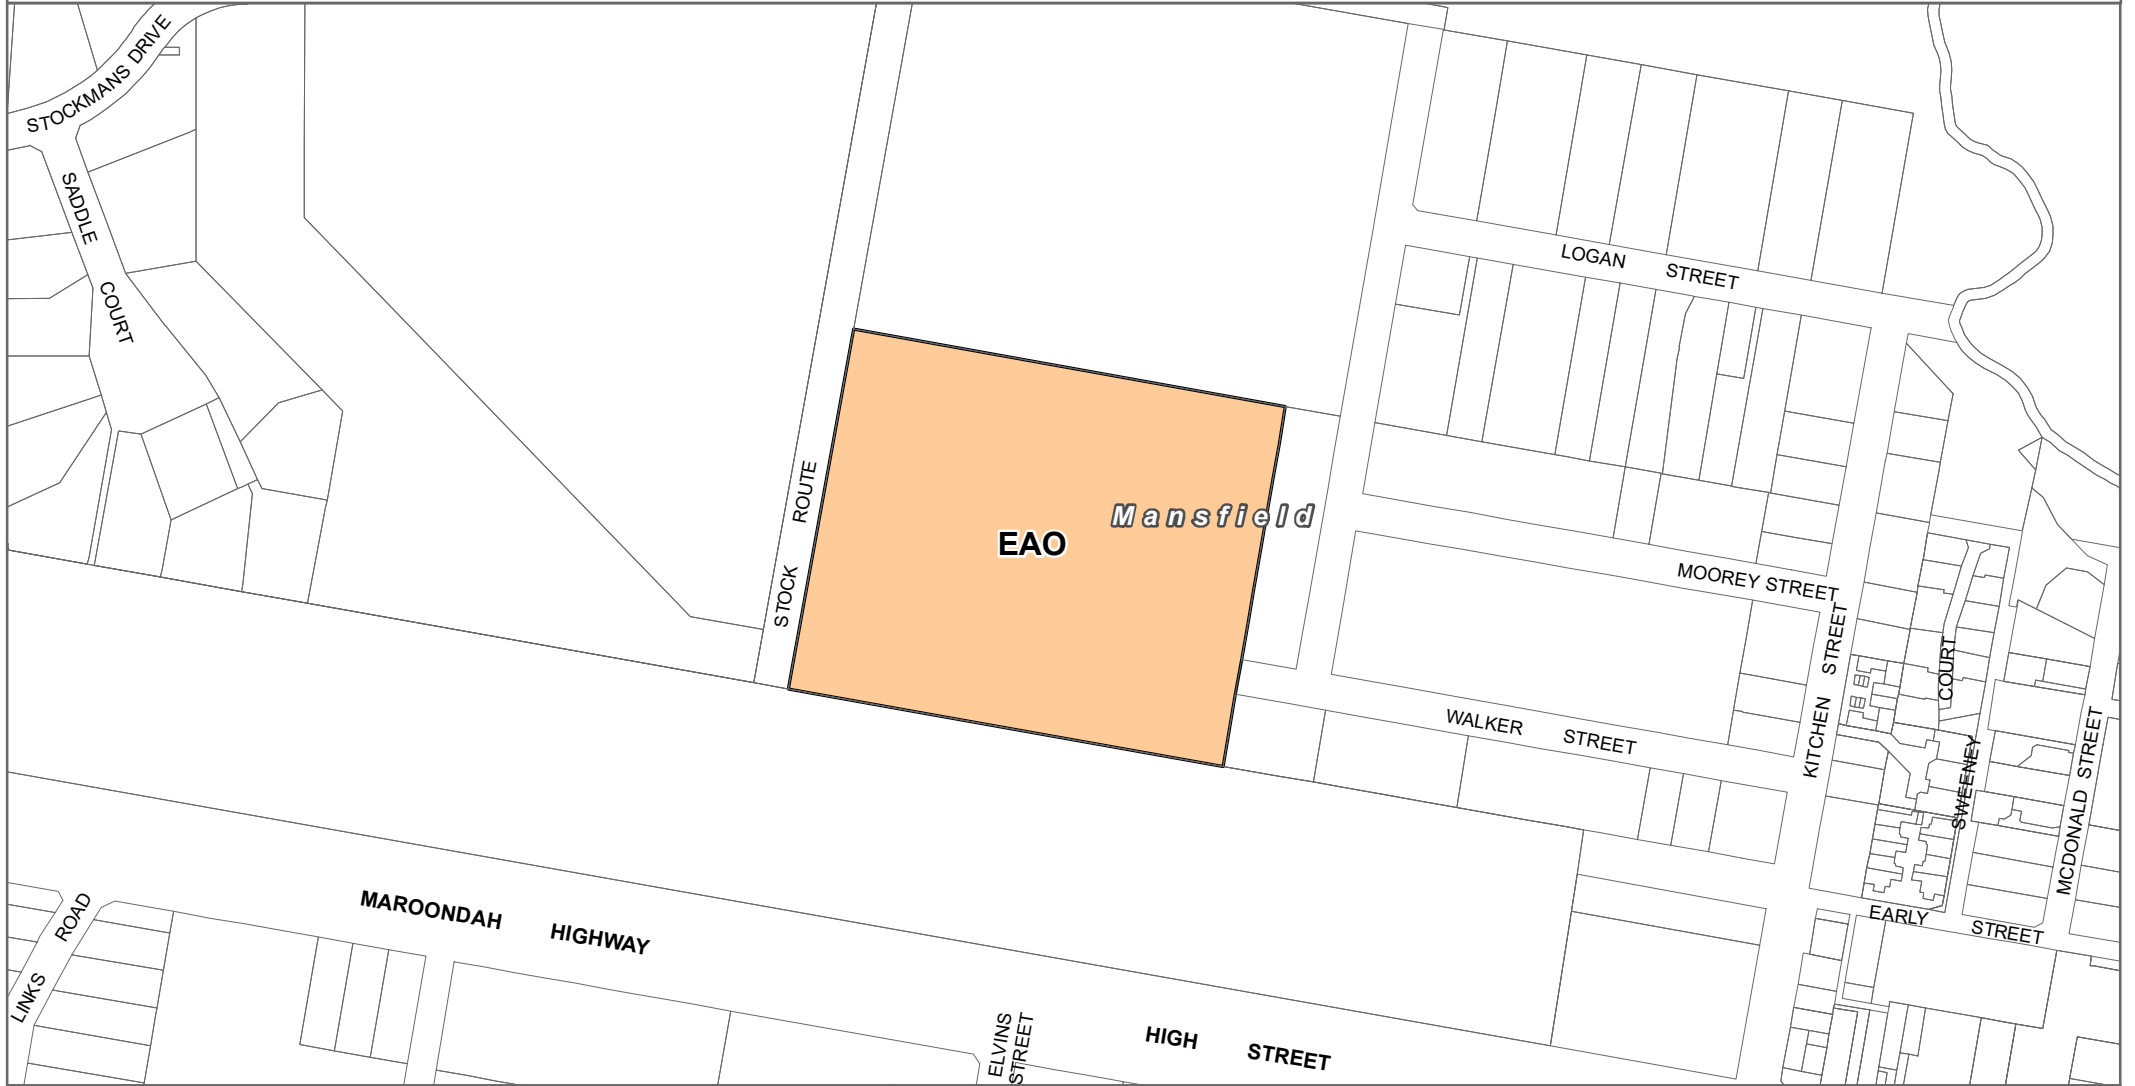 STOCKMANS DRIVE
SADDLE COURT
LOGAN STREET
STOCK ROUTE
Mansfield
EAO
MOOREY STREET
KITCHEN STREET
WALKER STREET
SWEENEY COURT
MCDONALD STREET
EARLY STREET
MAROONDAH HIGHWAY
LINKS ROAD
ELVINS
STREET
HIGH STREET